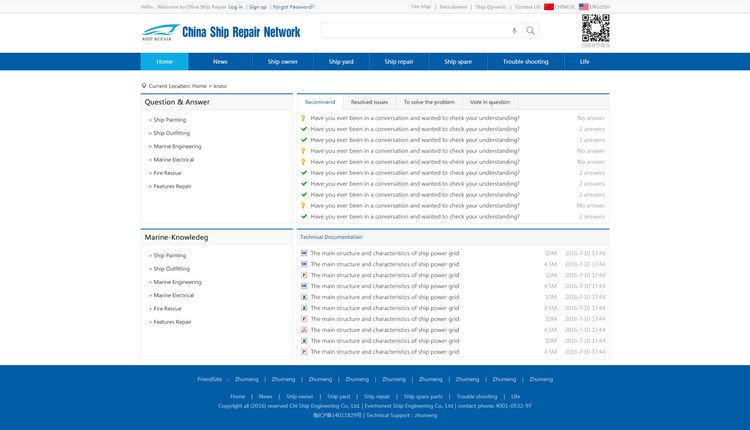 Hello , Welcome to China Ship Repair Log in | Sign up | Forgot Password?
Site Map | Recruitment | Ship Dynamic | Contact US CHINESE ENGLISH
SHIP REPAIR
China Ship Repair Network
扫描官方网站
Home News Ship owner Ship yard Ship repair Ship spare Trouble shooting Life
Current Location: Home > know
Question & Answer
» Ship Painting
» Ship Outfitting
» Marine Engineering
» Marine Electrical
» Fire Rescue
» Features Repair
Recommend Resolved issues To solve the problem Vote in question
Have you ever been in a conversation and wanted to check your understanding? No answer
Have you ever been in a conversation and wanted to check your understanding? 2 answers
Have you ever been in a conversation and wanted to check your understanding? 2 answers
Have you ever been in a conversation and wanted to check your understanding? No answer
Have you ever been in a conversation and wanted to check your understanding? No answer
Have you ever been in a conversation and wanted to check your understanding? 2 answers
Have you ever been in a conversation and wanted to check your understanding? 2 answers
Have you ever been in a conversation and wanted to check your understanding? 2 answers
Have you ever been in a conversation and wanted to check your understanding? No answer
Have you ever been in a conversation and wanted to check your understanding? 2 answers
Marine-Knowledeg
» Ship Painting
» Ship Outfitting
» Marine Engineering
» Marine Electrical
» Fire Rescue
» Features Repair
Technical Documentation
The main structure and characteristics of ship power grid 10M 2016-7-10 17:44
The main structure and characteristics of ship power grid 4.5M 2016-7-10 17:44
The main structure and characteristics of ship power grid 10M 2016-7-10 17:44
The main structure and characteristics of ship power grid 4.5M 2016-7-10 17:44
The main structure and characteristics of ship power grid 10M 2016-7-10 17:44
The main structure and characteristics of ship power grid 4.5M 2016-7-10 17:44
The main structure and characteristics of ship power grid 10M 2016-7-10 17:44
The main structure and characteristics of ship power grid 4.5M 2016-7-10 17:44
The main structure and characteristics of ship power grid 10M 2016-7-10 17:44
The main structure and characteristics of ship power grid 4.5M 2016-7-10 17:44
FriendSite : Zhumeng | Zhumeng | Zhumeng | Zhumeng | Zhumeng | Zhumeng | Zhumeng | Zhumeng | Zhumeng
Home | News | Ship owner | Ship yard | Ship repair | Ship spare parts | Trouble shooting | Life
Copyright all (2016) reserved Chi Ship Engineering Co., Ltd. | Everhonest Ship Engineering Co., Ltd | contact phone: 4001-0532-97
鲁ICP备14011829号 | Technical Support : zhumeng